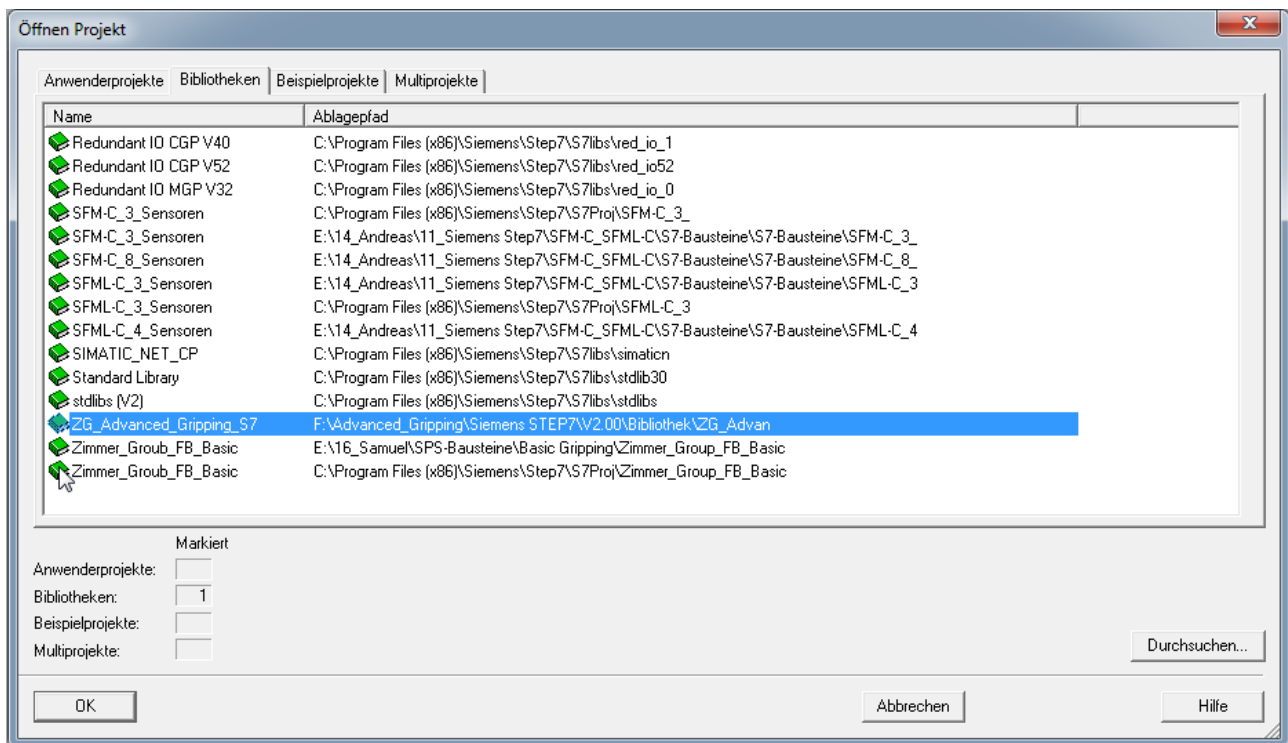 Öffnen Projekt
Anwenderprojekte Bibliotheken Beispielprojekte Multiprojekte
Name Ablagepfad
Redundant IO CGP V40 C:\Program Files (x86)\Siemens\Step7\S7libs\red_io_1
Redundant IO CGP V52 C:\Program Files (x86)\Siemens\Step7\S7libs\red_io52
Redundant IO MGP V32 C:\Program Files (x86)\Siemens\Step7\S7libs\red_io_0
SFM-C_3_Sensoren C:\Program Files (x86)\Siemens\Step7\S7Proj\SFM-C_3_
SFM-C_3_Sensoren E:\14_Andreas\11_Siemens Step7\SFM-C_SFML-C\S7-Bausteine\S7-Bausteine\SFM-C_3_
SFM-C_8_Sensoren E:\14_Andreas\11_Siemens Step7\SFM-C_SFML-C\S7-Bausteine\S7-Bausteine\SFM-C_8_
SFML-C_3_Sensoren E:\14_Andreas\11_Siemens Step7\SFM-C_SFML-C\S7-Bausteine\S7-Bausteine\SFML-C_3
SFML-C_3_Sensoren C:\Program Files (x86)\Siemens\Step7\S7Proj\SFML-C_3
SFML-C_4_Sensoren E:\14_Andreas\11_Siemens Step7\SFM-C_SFML-C\S7-Bausteine\S7-Bausteine\SFML-C_4
SIMATIC_NET_CP C:\Program Files (x86)\Siemens\Step7\S7libs\simaticn
Standard Library C:\Program Files (x86)\Siemens\Step7\S7libs\stdlib30
stdlibs (V2) C:\Program Files (x86)\Siemens\Step7\S7libs\stdlibs
ZG_Advanced_Gripping_S7 F:\Advanced_Gripping\Siemens STEP7\V2.00\Bibliothek\ZG_Advan
Zimmer_Groub_FB_Basic E:\16_Samuel\SPS-Bausteine\Basic Gripping\Zimmer_Group_FB_Basic
Zimmer_Groub_FB_Basic C:\Program Files (x86)\Siemens\Step7\S7Proj\Zimmer_Group_FB_Basic
Markiert
Anwenderprojekte:
Bibliotheken: 1
Beispielprojekte:
Multiprojekte:
Durchsuchen...
OK Abbrechen Hilfe